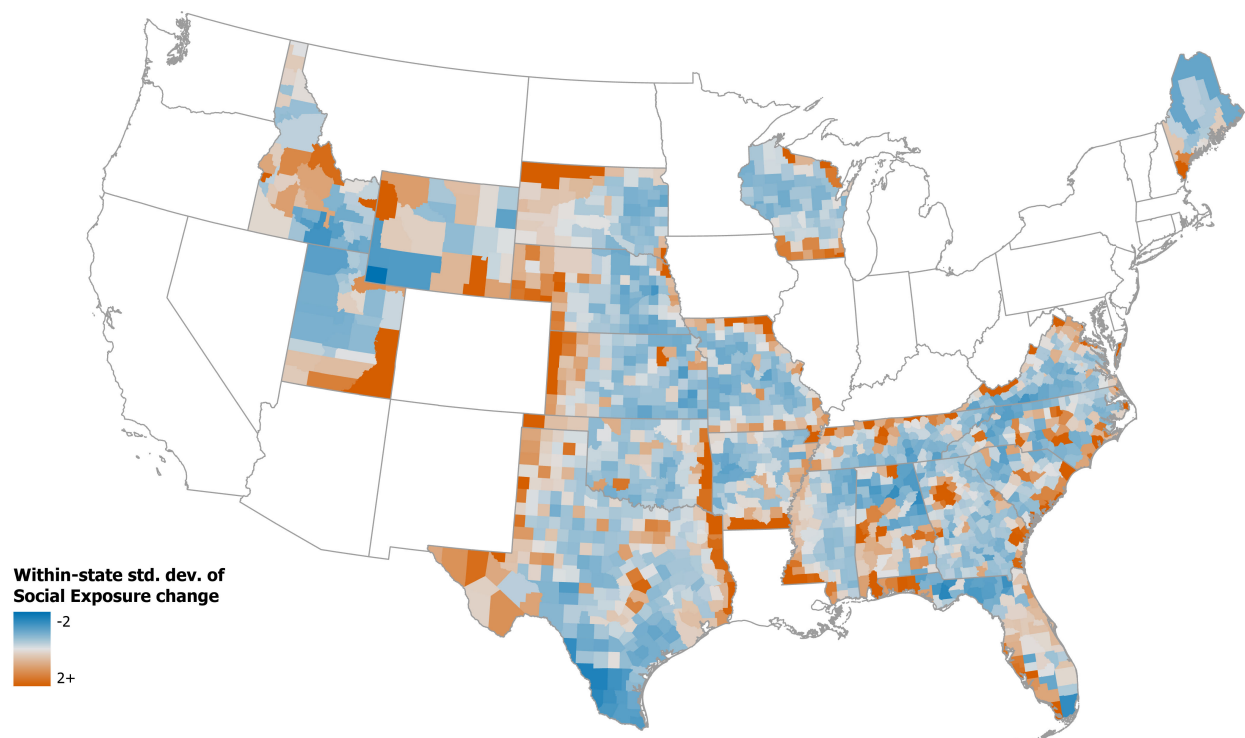 Within-state std. dev. of
Social Exposure change
-2
2+